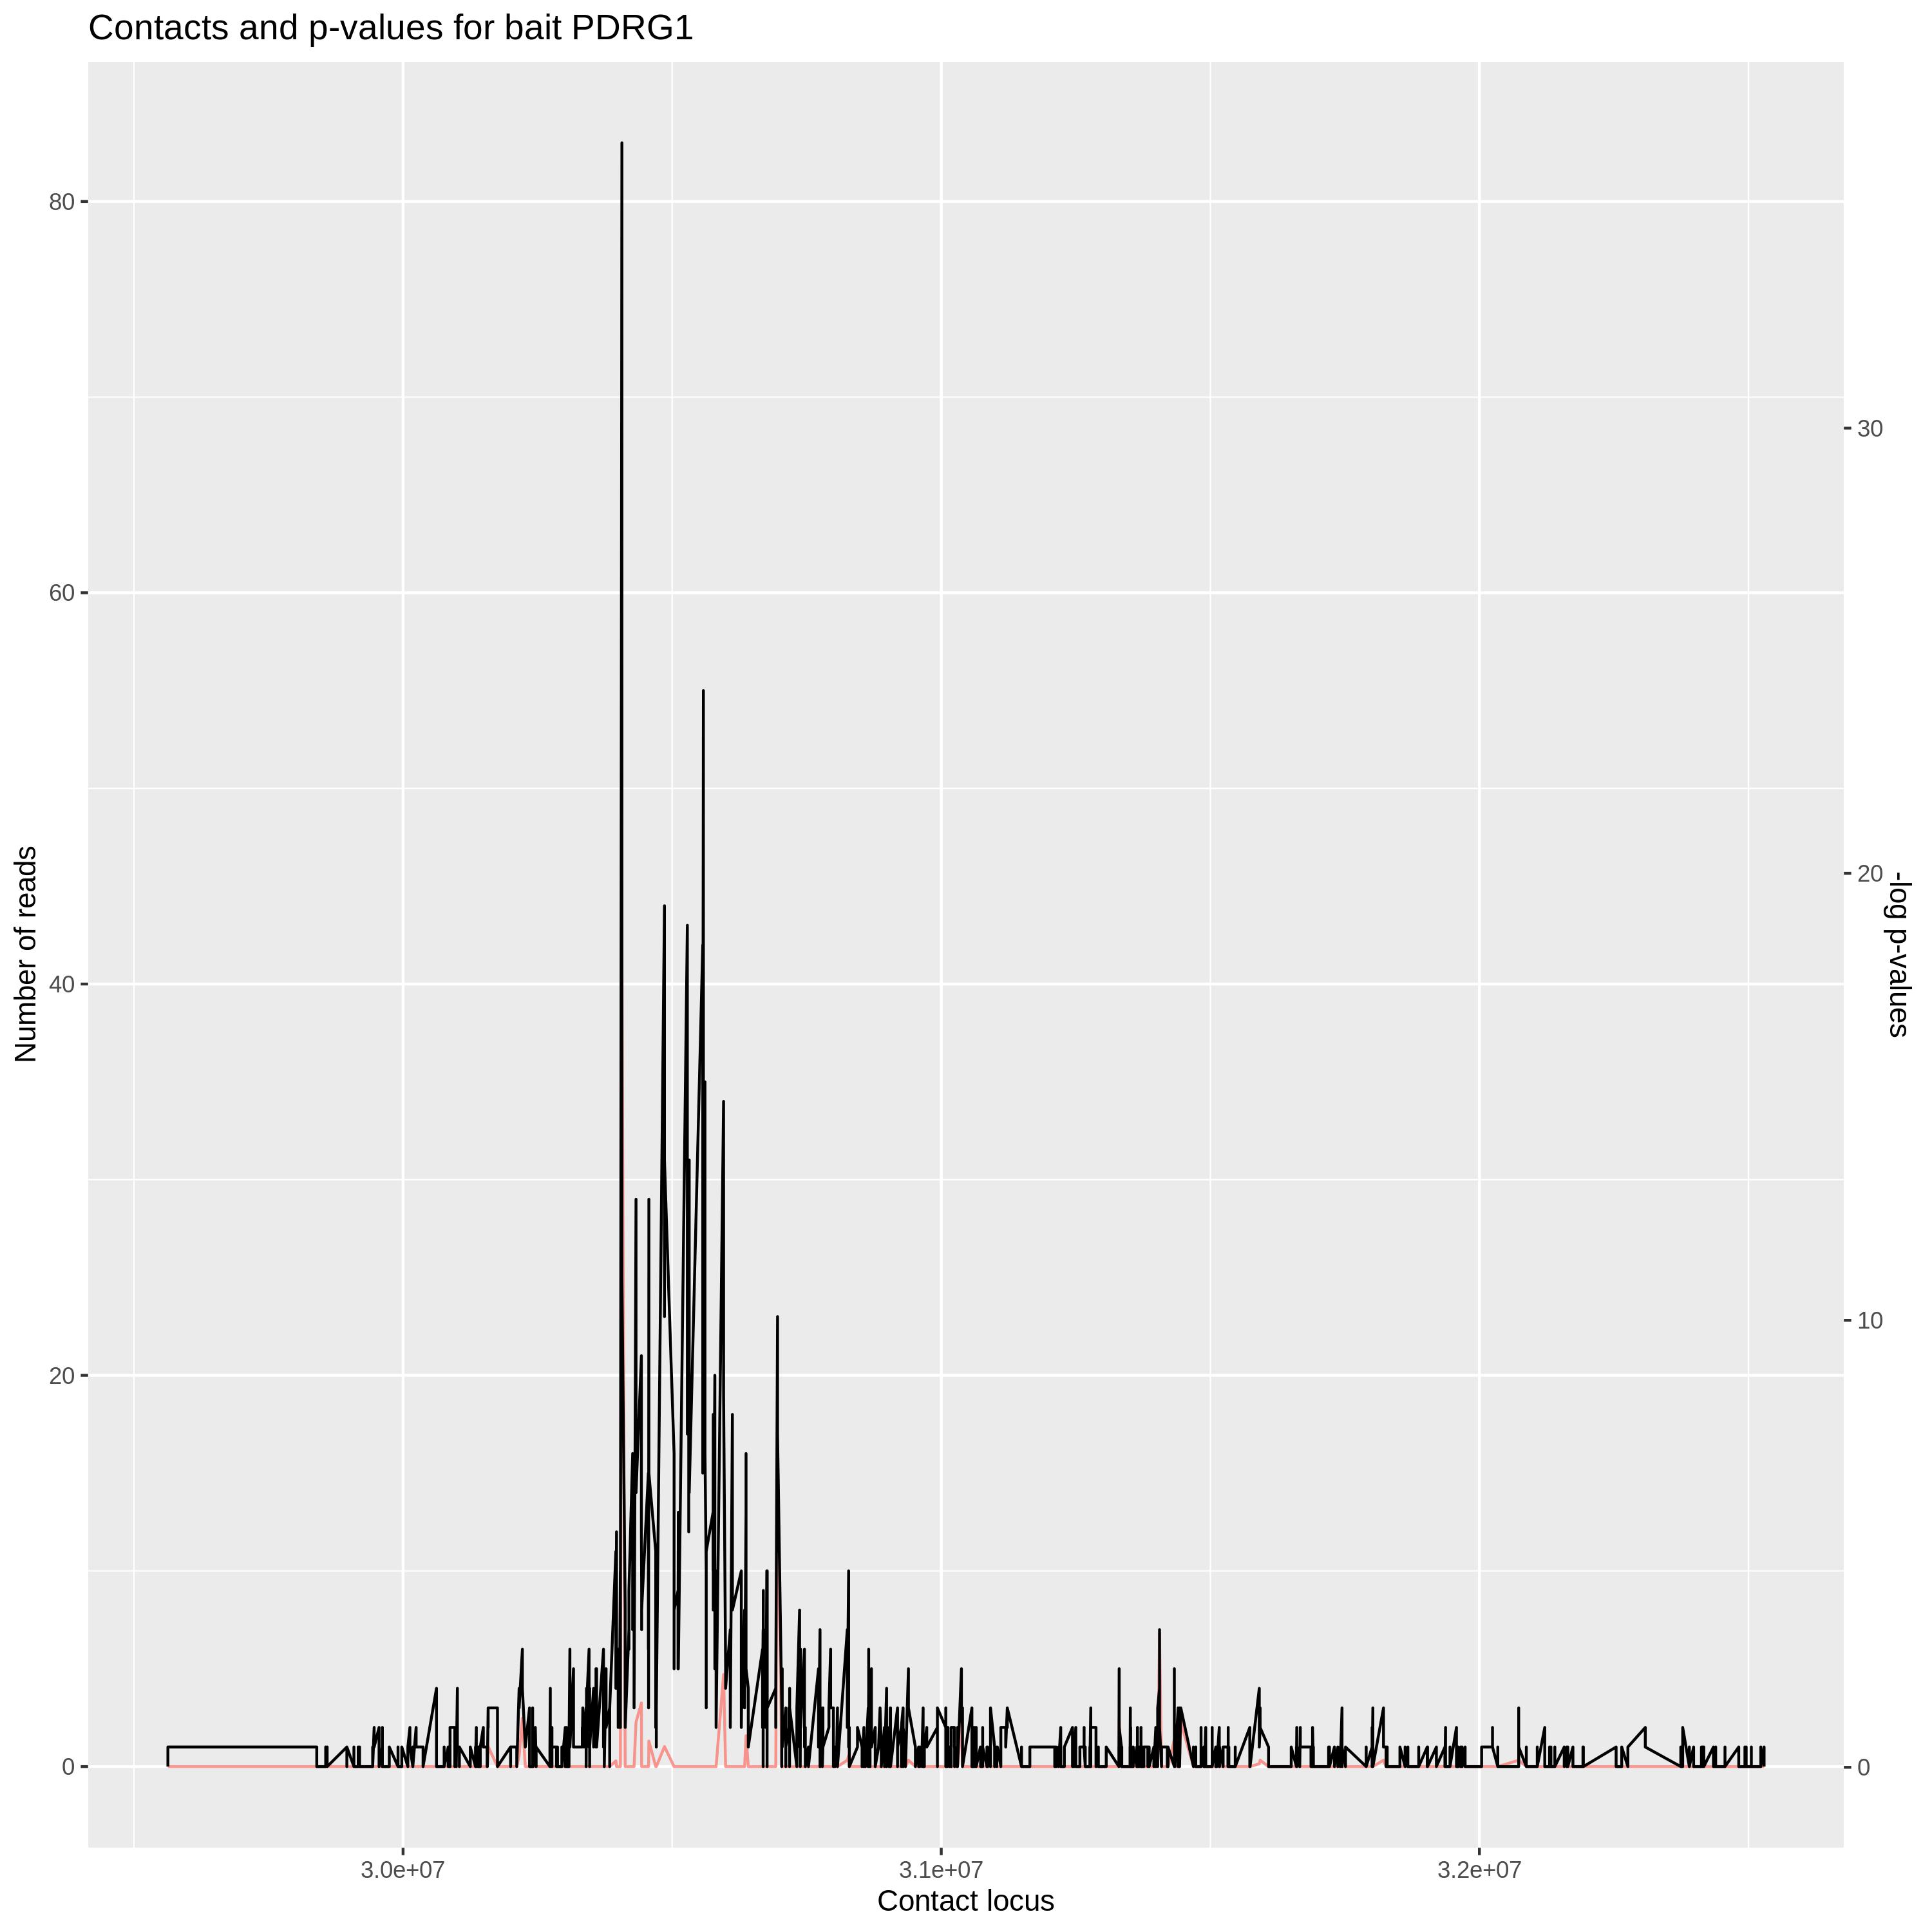 Contacts and p-values for bait PDRG1
80
60
40
20
0
Number of reads
30
20
10
0
-log p-values
3.0e+07
3.1e+07
3.2e+07
Contact locus